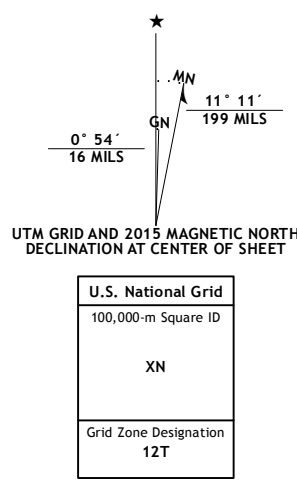 ★
MN
GN
11° 11´
199 MILS
0° 54´
16 MILS
UTM GRID AND 2015 MAGNETIC NORTH
DECLINATION AT CENTER OF SHEET
U.S. National Grid
100,000-m Square ID
XN
Grid Zone Designation
12T